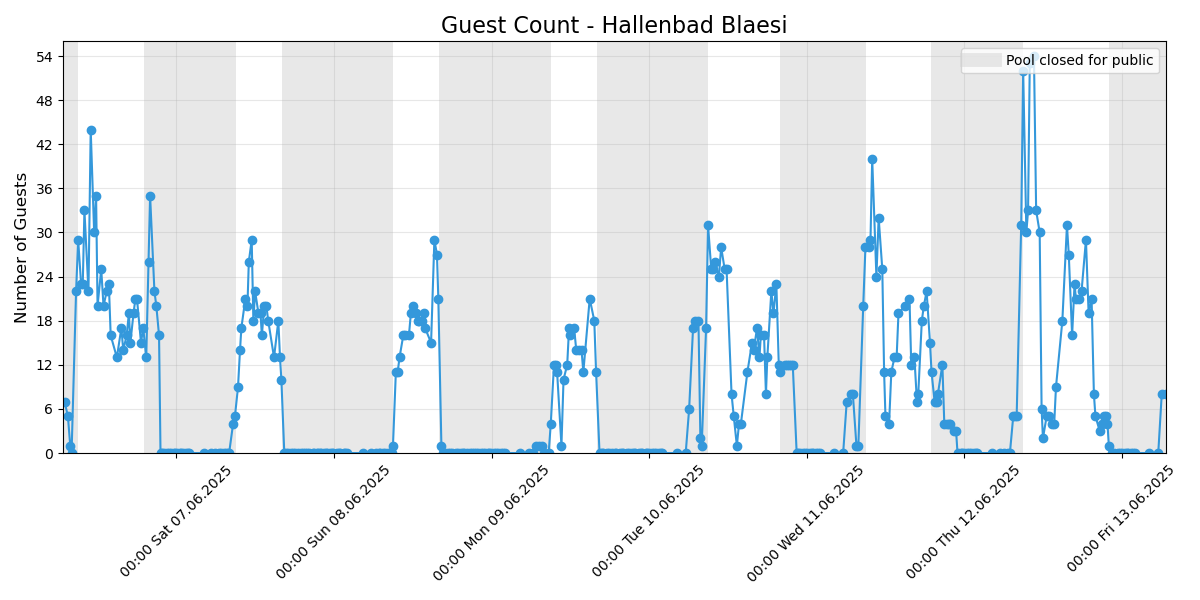 Guest Count - Hallenbad Blaesi
Pool closed for public
Number of Guests
54
48
42
36
30
24
18
12
6
0
00:00 Sat 07.06.2025
00:00 Sun 08.06.2025
00:00 Mon 09.06.2025
00:00 Tue 10.06.2025
00:00 Wed 11.06.2025
00:00 Thu 12.06.2025
00:00 Fri 13.06.2025